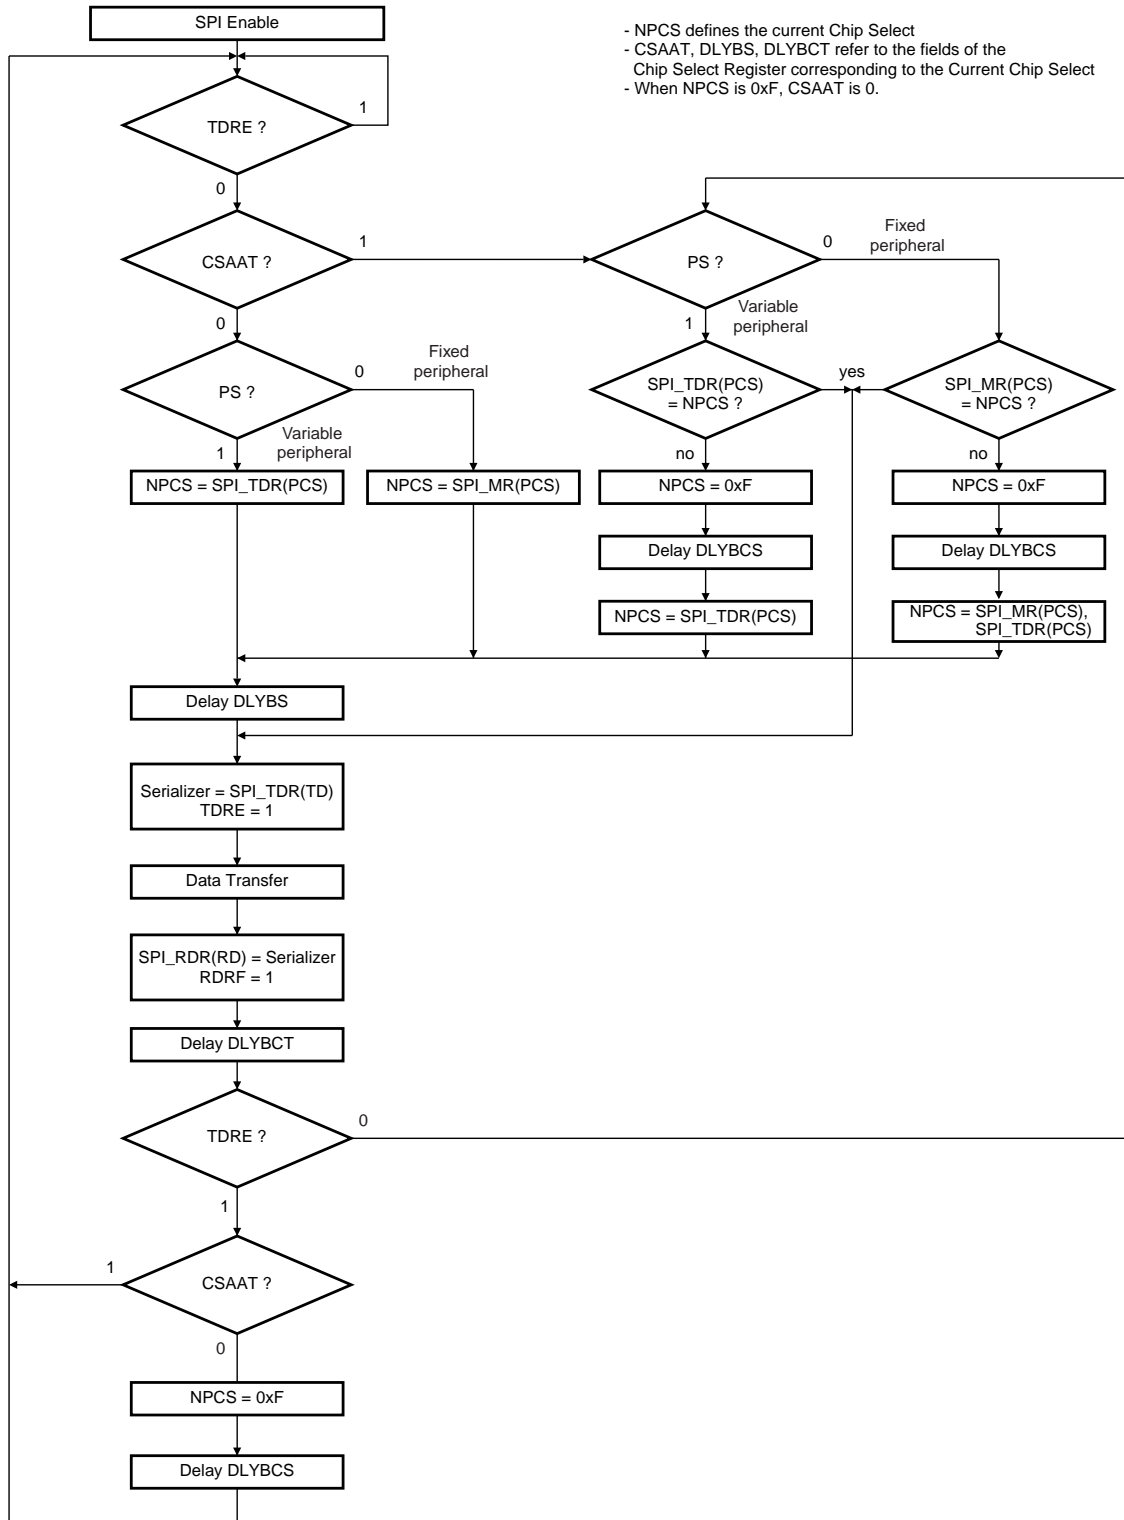 SPI Enable
- NPCS defines the current Chip Select
- CSAAT, DLYBS, DLYBCT refer to the fields of the
Chip Select Register corresponding to the Current Chip Select
- When NPCS is 0xF, CSAAT is 0.
TDRE ?
1
0
CSAAT ?
1
0
PS ?
0
Fixed
peripheral
1
Variable
peripheral
PS ?
0
Fixed
peripheral
1
Variable
peripheral
SPI_TDR(PCS)
= NPCS ?
yes
SPI_MR(PCS)
= NPCS ?
no
no
NPCS = SPI_TDR(PCS)
NPCS = SPI_MR(PCS)
NPCS = 0xF
NPCS = 0xF
Delay DLYBCS
Delay DLYBCS
NPCS = SPI_TDR(PCS)
NPCS = SPI_MR(PCS),
SPI_TDR(PCS)
Delay DLYBS
Serializer = SPI_TDR(TD)
TDRE = 1
Data Transfer
SPI_RDR(RD) = Serializer
RDRF = 1
Delay DLYBCT
TDRE ?
0
1
CSAAT ?
1
0
NPCS = 0xF
Delay DLYBCS